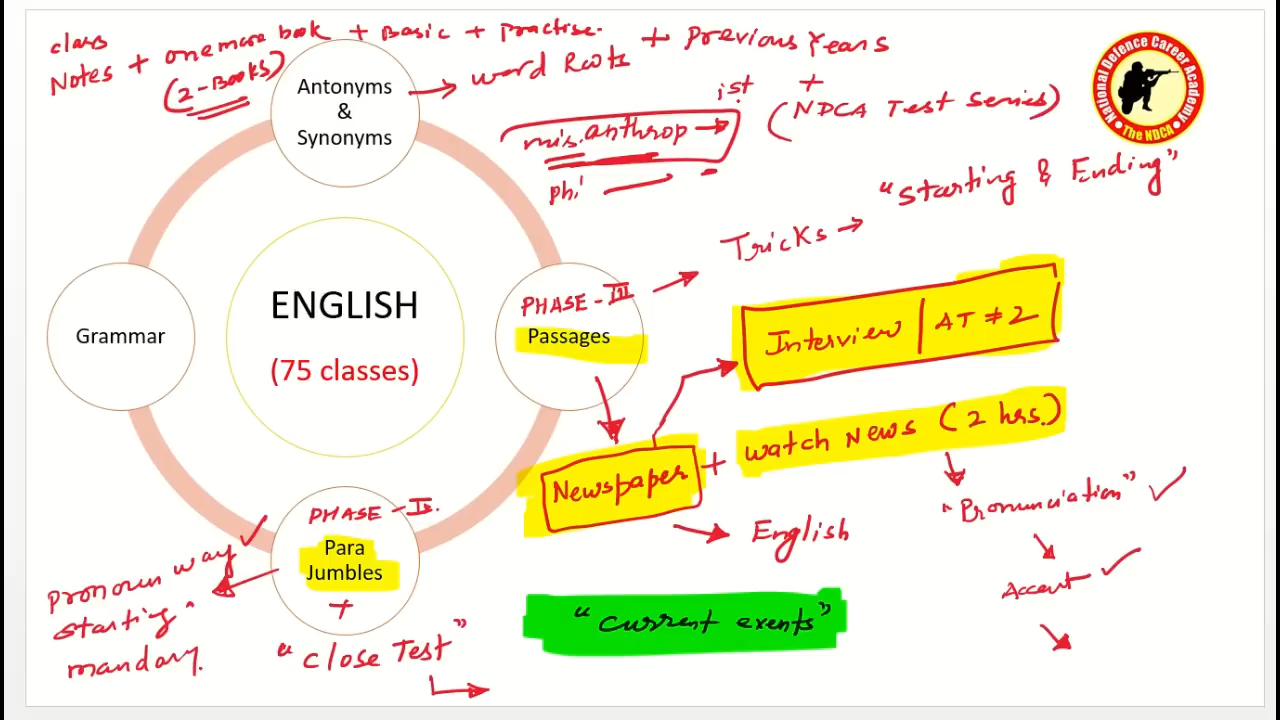 class
Notes + one more book + Basic + practise. + previous Years
(2-Books)
+
(NDCA Test Series)
Antonyms
&
Synonyms
word Roots
mis.anthrop
ist
phi
National Defence Career Academy
The NDCA
Tricks → "Starting & Ending"
PHASE - III
Passages
Interview | AT # 2
ENGLISH
(75 classes)
Grammar
Newspaper + watch News (2 hrs.)
English
"Pronunciation"
Accent
"current events"
PHASE - II.
Para
Jumbles
+
"Close Test"
pronoun way
starting
mandary.